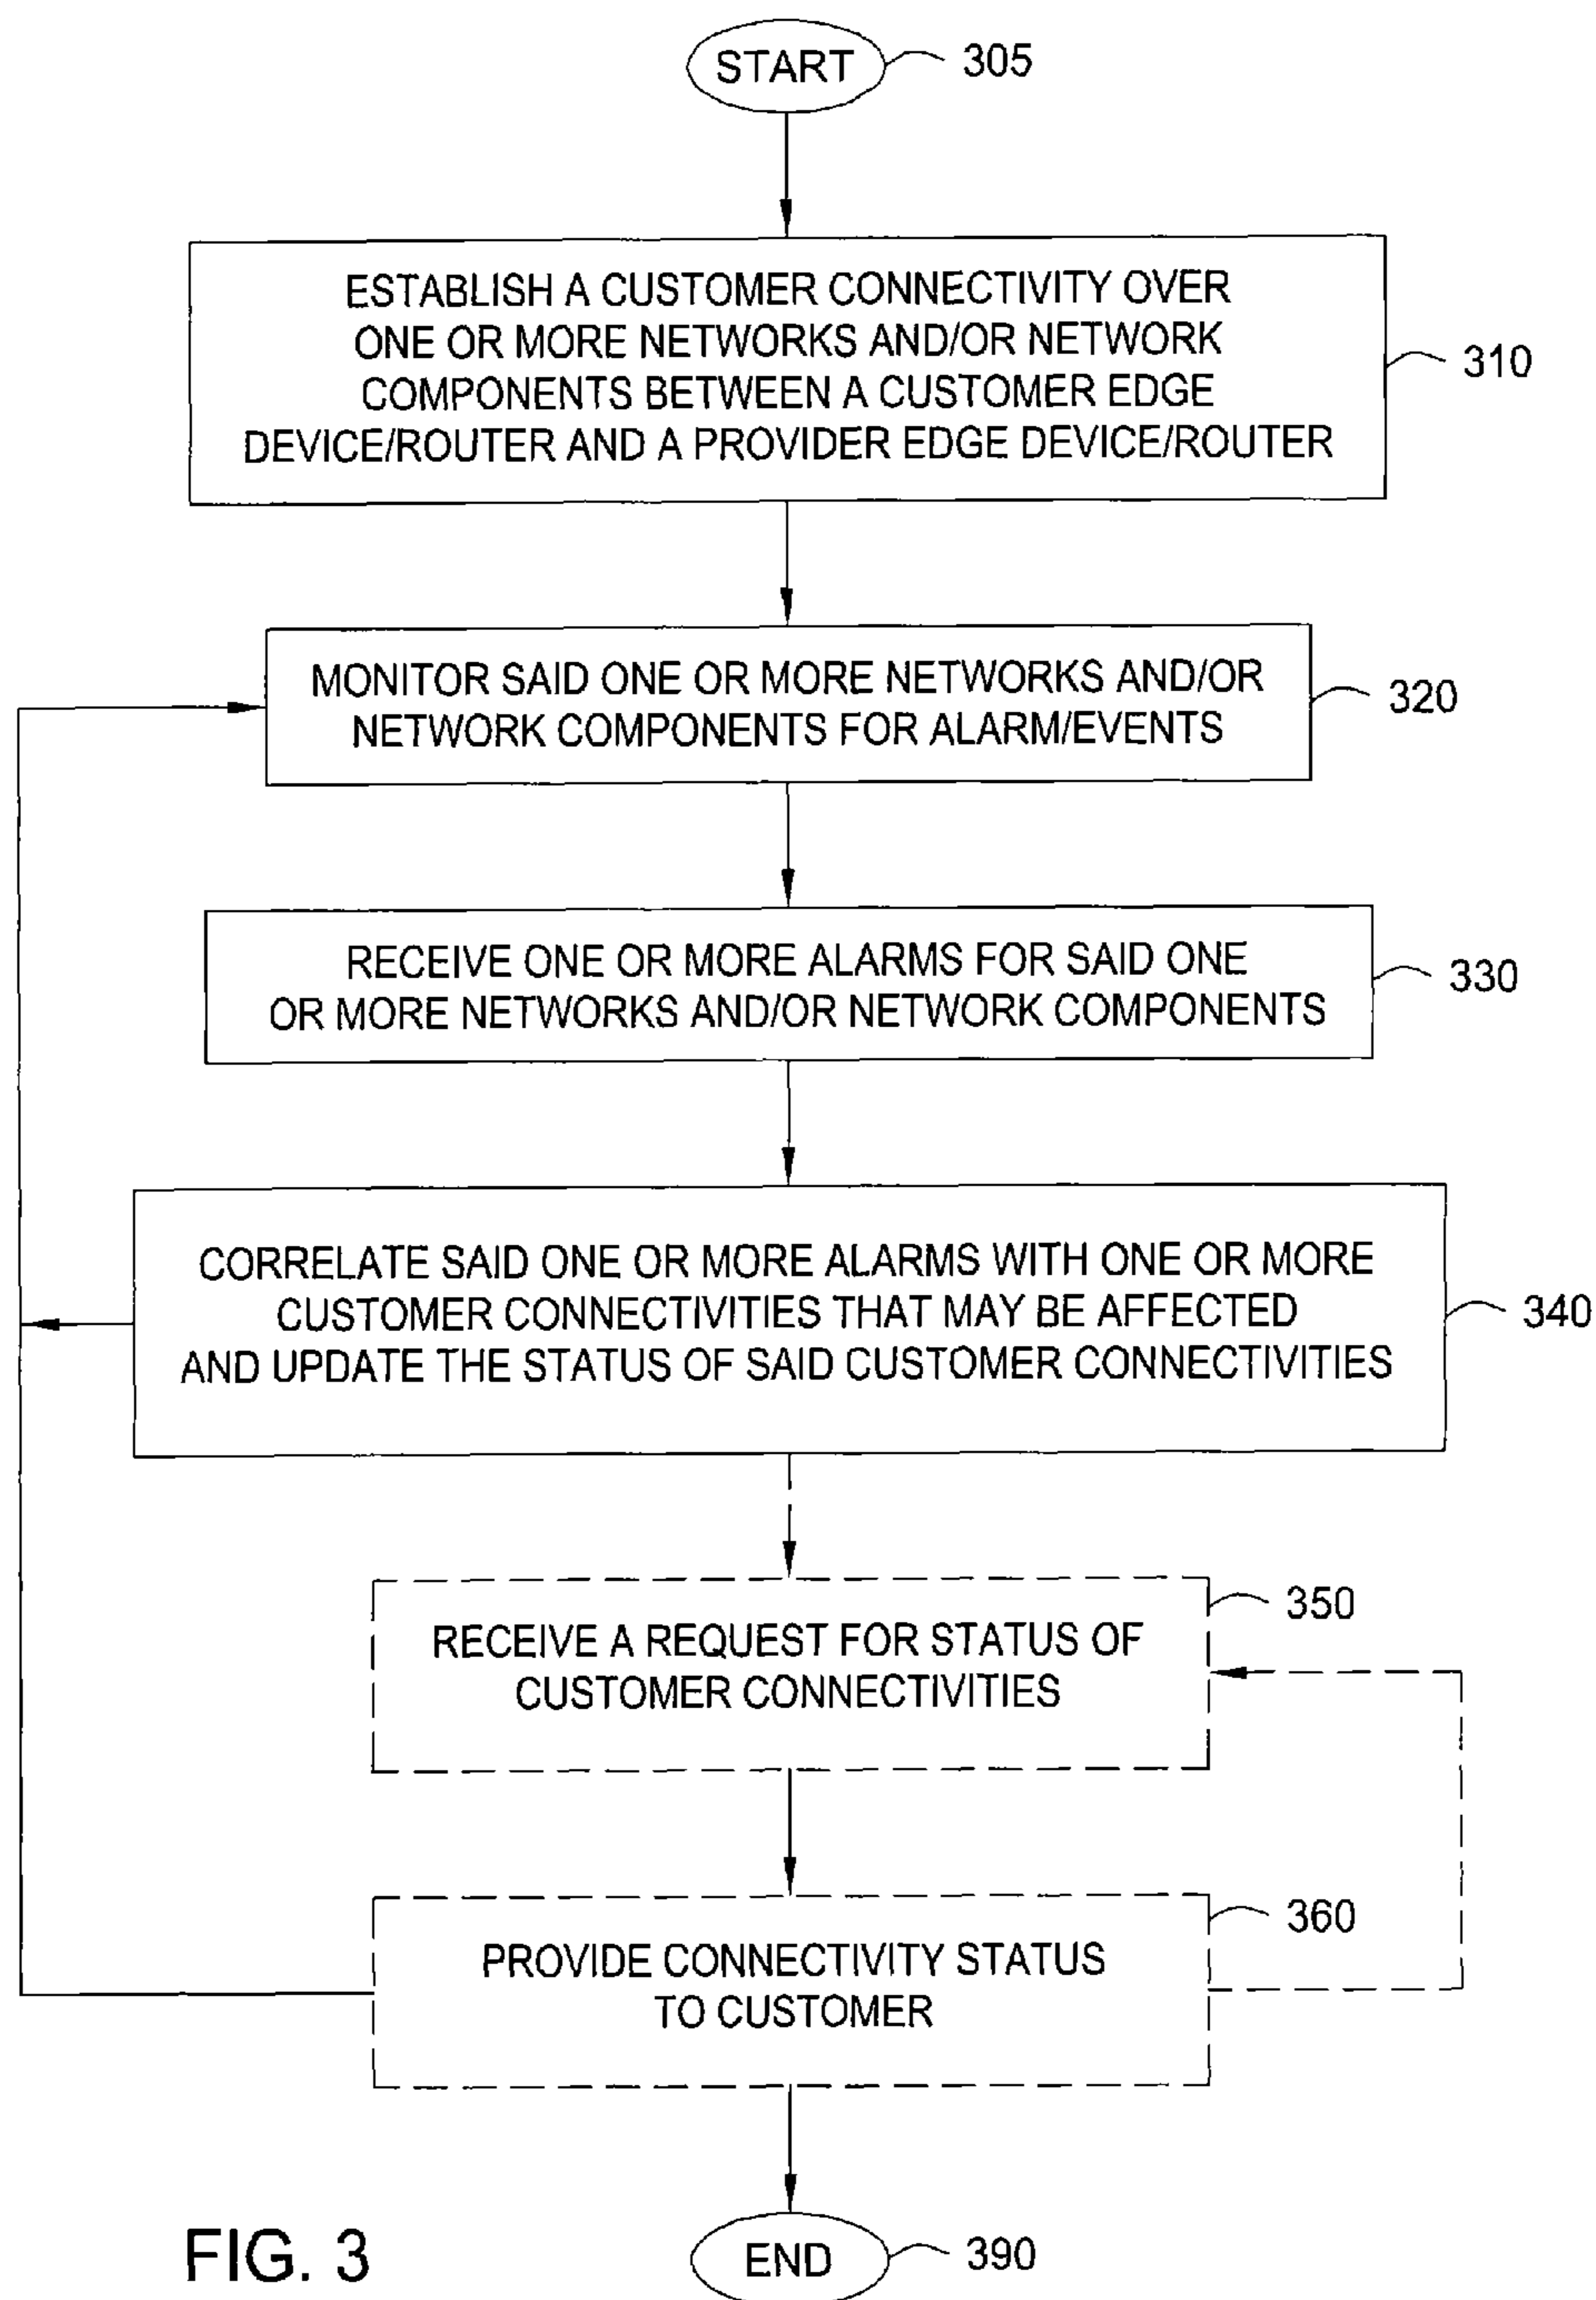 START
305
ESTABLISH A CUSTOMER CONNECTIVITY OVER
ONE OR MORE NETWORKS AND/OR NETWORK
COMPONENTS BETWEEN A CUSTOMER EDGE
DEVICE/ROUTER AND A PROVIDER EDGE DEVICE/ROUTER
310
MONITOR SAID ONE OR MORE NETWORKS AND/OR
NETWORK COMPONENTS FOR ALARM/EVENTS
320
RECEIVE ONE OR MORE ALARMS FOR SAID ONE
OR MORE NETWORKS AND/OR NETWORK COMPONENTS
330
CORRELATE SAID ONE OR MORE ALARMS WITH ONE OR MORE
CUSTOMER CONNECTIVITIES THAT MAY BE AFFECTED
AND UPDATE THE STATUS OF SAID CUSTOMER CONNECTIVITIES
340
RECEIVE A REQUEST FOR STATUS OF
CUSTOMER CONNECTIVITIES
350
PROVIDE CONNECTIVITY STATUS
TO CUSTOMER
360
END
390
FIG. 3